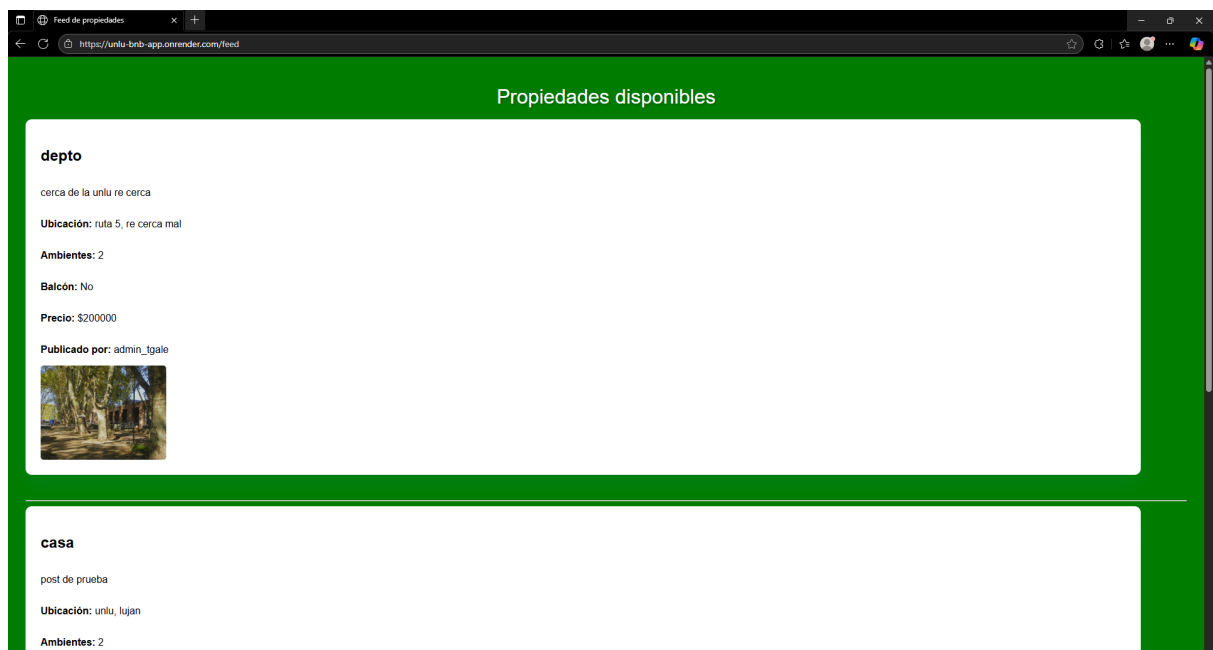 Feed de propiedades
https://unlu-bnb-app.onrender.com/feed
Propiedades disponibles
depto
cerca de la unlu re cerca
Ubicación: ruta 5, re cerca mal
Ambientes: 2
Balcón: No
Precio: $200000
Publicado por: admin_tgale
casa
post de prueba
Ubicación: unlu, lujan
Ambientes: 2